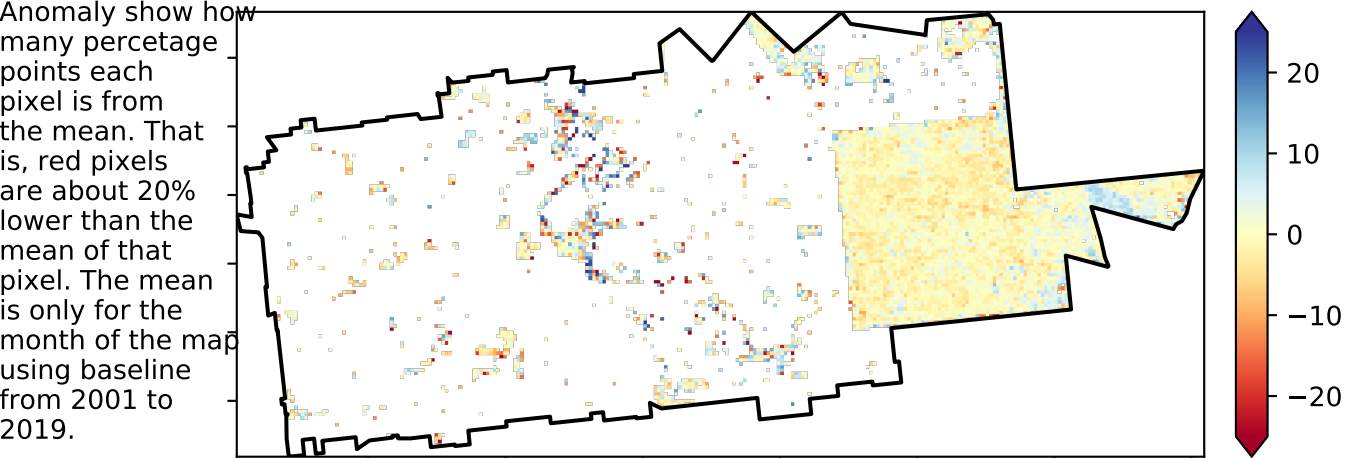 Anomaly show how
many percetage
points each
pixel is from
the mean. That
is, red pixels
are about 20%
lower than the
mean of that
pixel. The mean
is only for the
month of the map
using baseline
from 2001 to
2019.
20
10
0
−10
−20